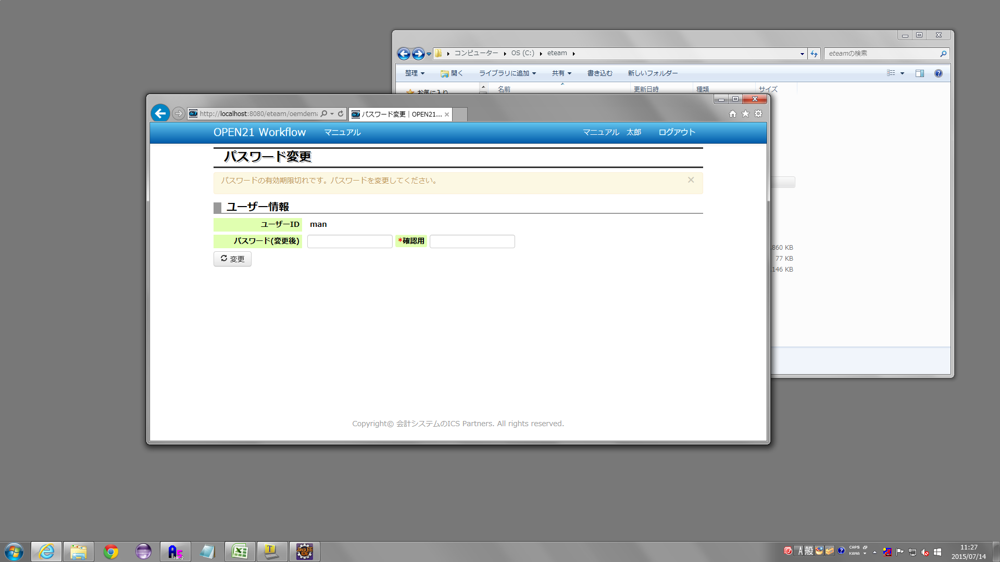 コンピューター ▸ OS (C:) ▸ eteam ▸
eteamの検索
整理 開く ライブラリに追加 共有 書き込む 新しいフォルダー
お気に入り 名前 更新日時 種類 サイズ
http://localhost:8080/eteam/oemdem
パスワード変更 | OPEN21...
OPEN21 Workflow マニュアル マニュアル 太郎 ログアウト
パスワード変更
パスワードの有効期限切れです。パスワードを変更してください。
ユーザー情報
ユーザーID man
パスワード(変更後) *確認用
変更
860 KB
77 KB
146 KB
Copyright© 会計システムのICS Partners. All rights reserved.
A5
MK-2
T
Java EE
IDE
A 般
CAPS
KANA
11:27
2015/07/14